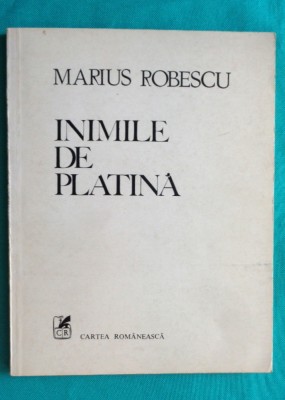 MARIUS ROBESCU
INIMILE
DE
PLATINĂ
CR
CARTEA ROMÂNEASCĂ